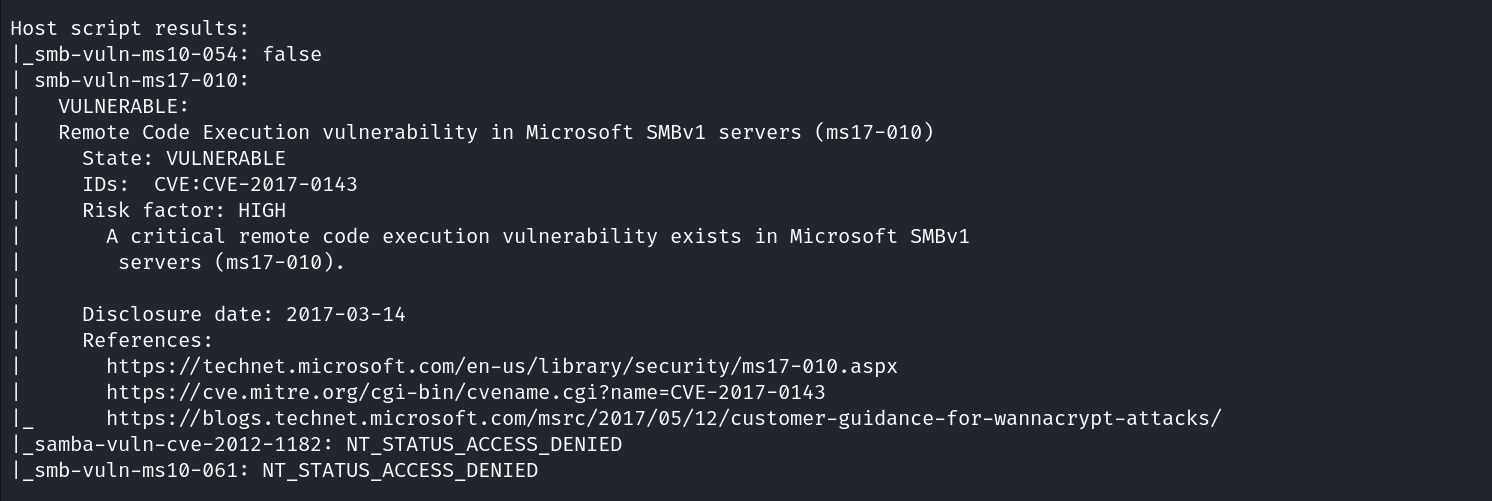 Host script results:
|_smb-vuln-ms10-054: false
| smb-vuln-ms17-010:
|   VULNERABLE:
|   Remote Code Execution vulnerability in Microsoft SMBv1 servers (ms17-010)
|     State: VULNERABLE
|     IDs:  CVE:CVE-2017-0143
|     Risk factor: HIGH
|       A critical remote code execution vulnerability exists in Microsoft SMBv1
|        servers (ms17-010).
|
|     Disclosure date: 2017-03-14
|     References:
|       https://technet.microsoft.com/en-us/library/security/ms17-010.aspx
|       https://cve.mitre.org/cgi-bin/cvename.cgi?name=CVE-2017-0143
|_      https://blogs.technet.microsoft.com/msrc/2017/05/12/customer-guidance-for-wannacrypt-attacks/
|_samba-vuln-cve-2012-1182: NT_STATUS_ACCESS_DENIED
|_smb-vuln-ms10-061: NT_STATUS_ACCESS_DENIED